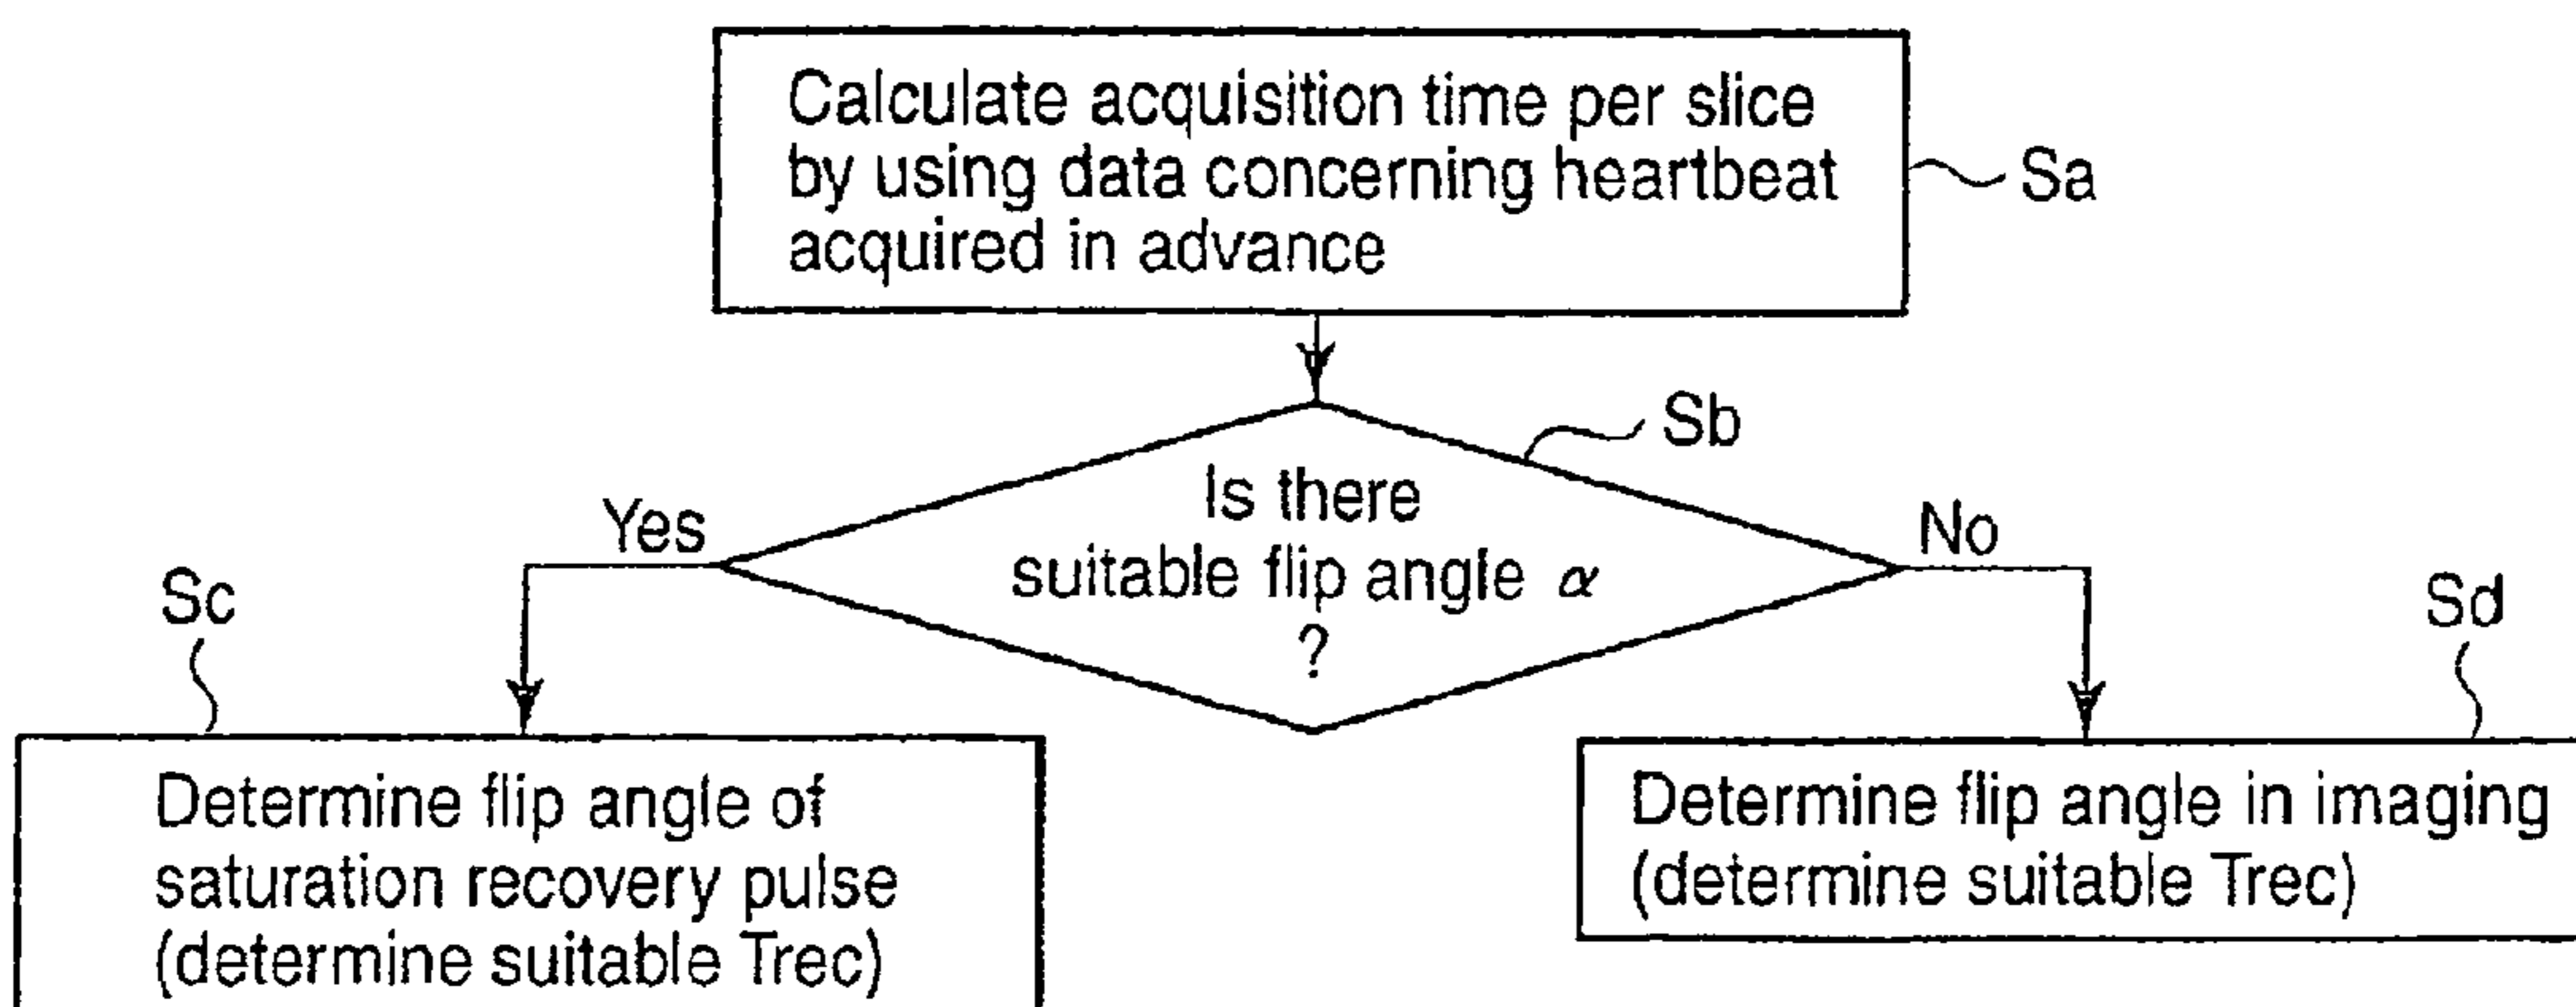 Calculate acquisition time per slice
by using data concerning heartbeat
acquired in advance
Sa
Sb
Is there
suitable flip angle α
?
Yes
No
Sc
Determine flip angle of
saturation recovery pulse
(determine suitable Trec)
Sd
Determine flip angle in imaging
(determine suitable Trec)